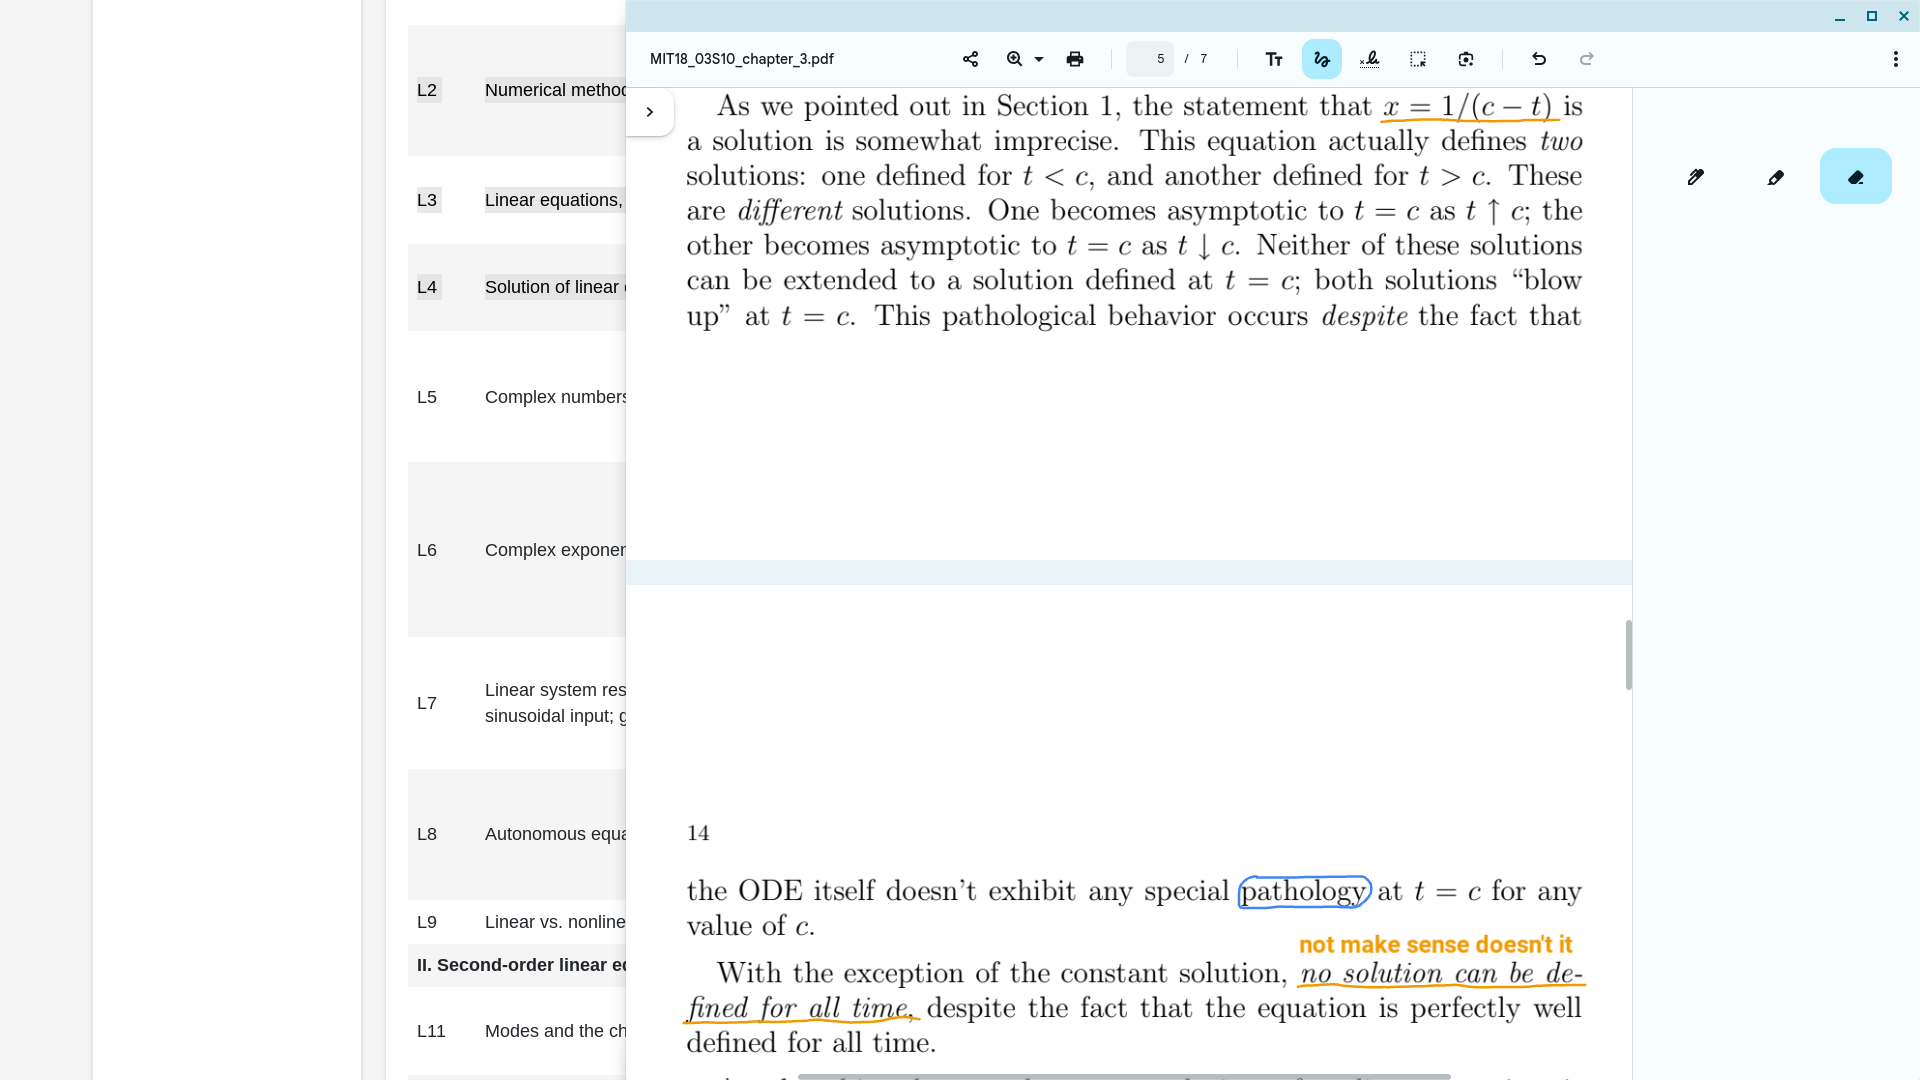 L2 Numerical method
L3 Linear equations,
L4 Solution of linear
L5 Complex numbers
L6 Complex exponen
L7 Linear system res
sinusoidal input; g
L8 Autonomous equa
L9 Linear vs. nonline
II. Second-order linear e
L11 Modes and the ch
MIT18_03S10_chapter_3.pdf
5 / 7
As we pointed out in Section 1, the statement that x = 1/(c − t) is
a solution is somewhat imprecise. This equation actually defines two
solutions: one defined for t < c, and another defined for t > c. These
are different solutions. One becomes asymptotic to t = c as t ↑ c; the
other becomes asymptotic to t = c as t ↓ c. Neither of these solutions
can be extended to a solution defined at t = c; both solutions “blow
up” at t = c. This pathological behavior occurs despite the fact that
14
the ODE itself doesn’t exhibit any special pathology at t = c for any
value of c.
not make sense doesn't it
With the exception of the constant solution, no solution can be de-
fined for all time, despite the fact that the equation is perfectly well
defined for all time.